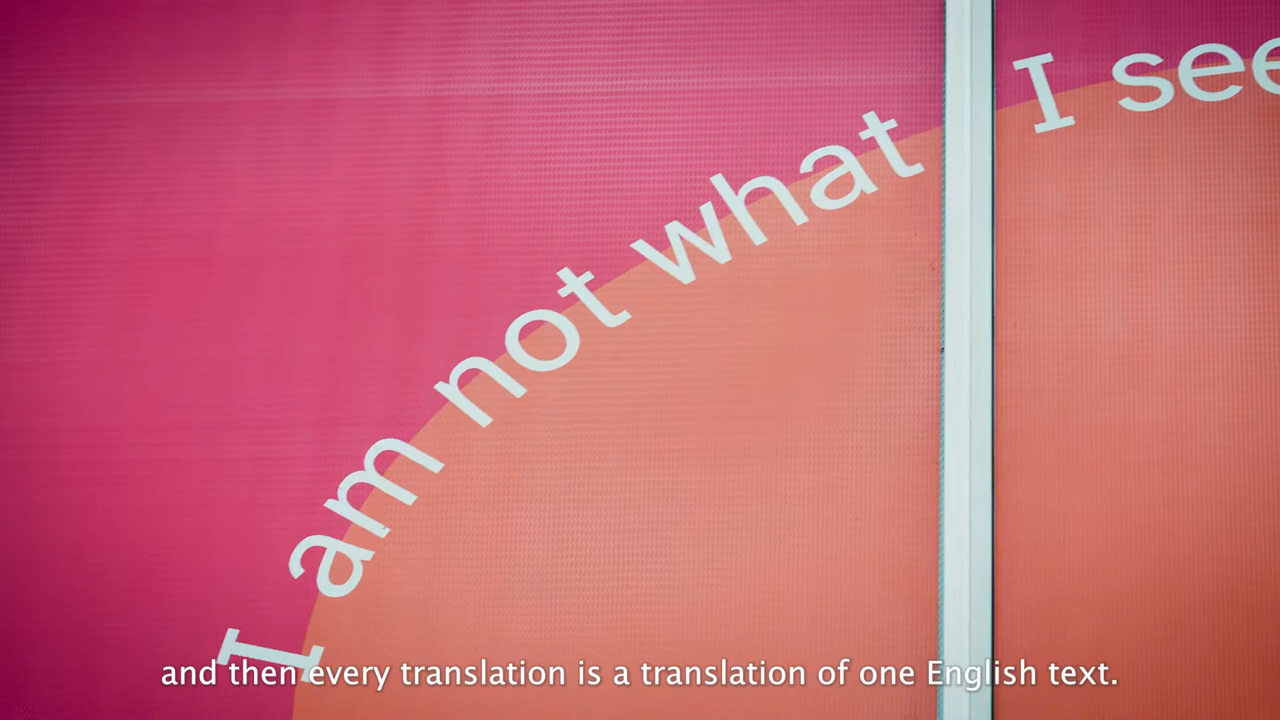 I am not what I see
and then every translation is a translation of one English text.